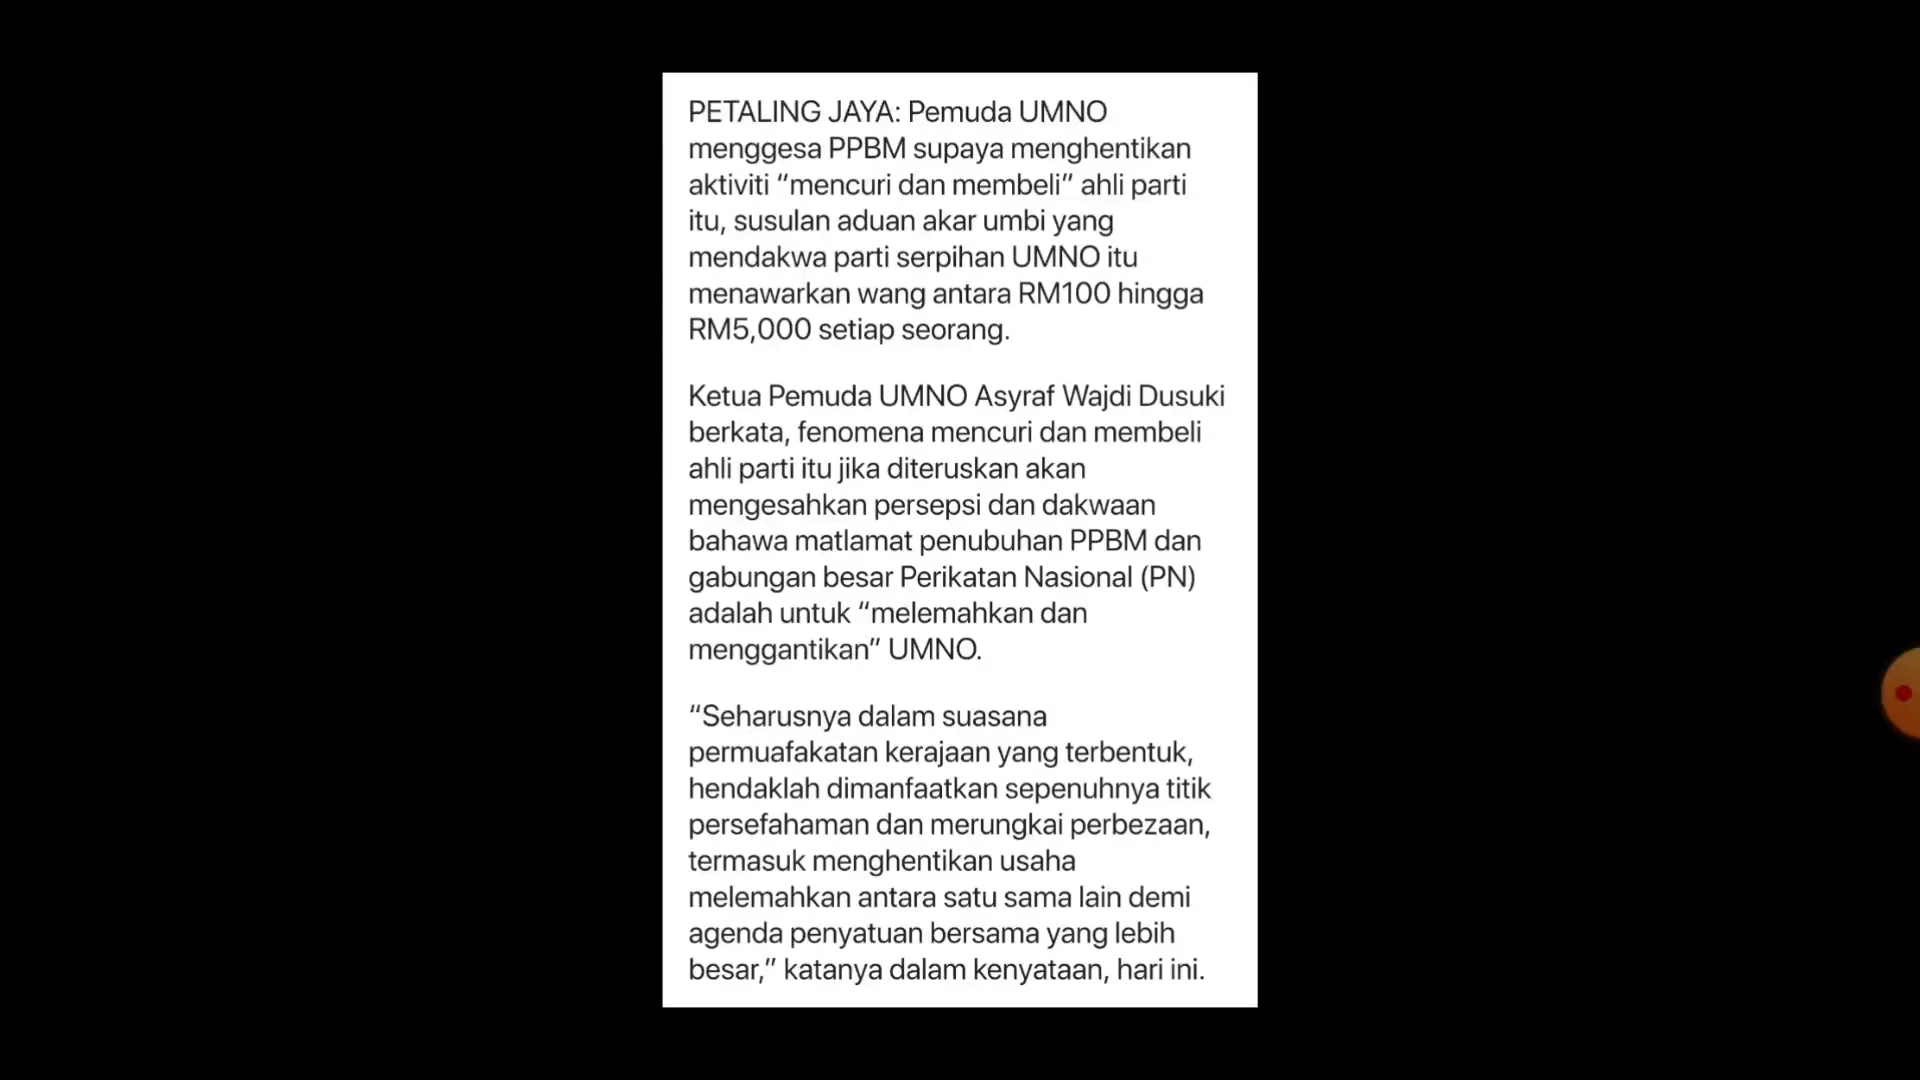 PETALING JAYA: Pemuda UMNO
menggesa PPBM supaya menghentikan
aktiviti “mencuri dan membeli” ahli parti
itu, susulan aduan akar umbi yang
mendakwa parti serpihan UMNO itu
menawarkan wang antara RM100 hingga
RM5,000 setiap seorang.
Ketua Pemuda UMNO Asyraf Wajdi Dusuki
berkata, fenomena mencuri dan membeli
ahli parti itu jika diteruskan akan
mengesahkan persepsi dan dakwaan
bahawa matlamat penubuhan PPBM dan
gabungan besar Perikatan Nasional (PN)
adalah untuk “melemahkan dan
menggantikan” UMNO.
“Seharusnya dalam suasana
permuafakatan kerajaan yang terbentuk,
hendaklah dimanfaatkan sepenuhnya titik
persefahaman dan merungkai perbezaan,
termasuk menghentikan usaha
melemahkan antara satu sama lain demi
agenda penyatuan bersama yang lebih
besar,” katanya dalam kenyataan, hari ini.